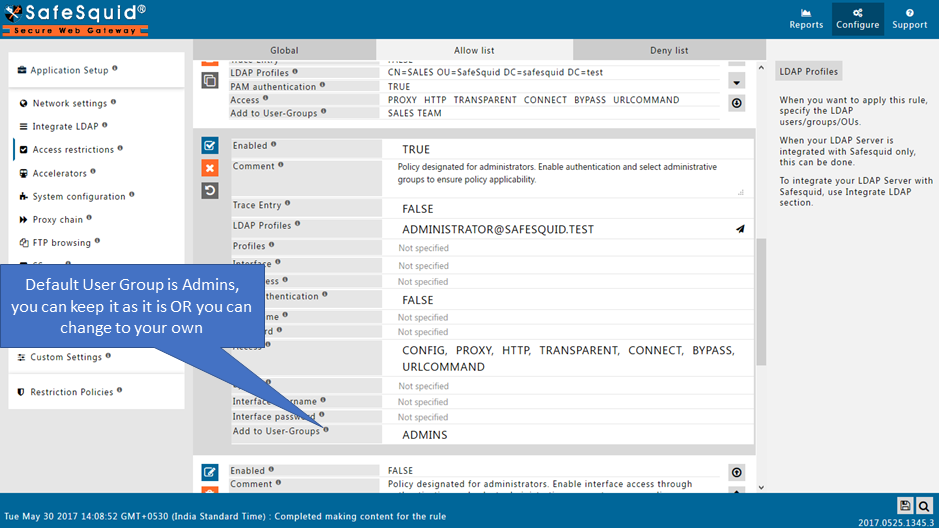 SafeSquid®
Secure Web Gateway
Reports
Configure
Support
Global
Allow list
Deny list
Application Setup
Network settings
Integrate LDAP
Access restrictions
Accelerators
System configuration
Proxy chain
FTP browsing
Custom Settings
Restriction Policies
Default User Group is Admins,
you can keep it as it is OR you can
change to your own
Trace Entry FALSE
LDAP Profiles CN=SALES OU=SafeSquid DC=safesquid DC=test
PAM authentication TRUE
Access PROXY HTTP TRANSPARENT CONNECT BYPASS URLCOMMAND
Add to User-Groups SALES TEAM
Enabled TRUE
Comment Policy designated for administrators. Enable authentication and select administrative
groups to ensure policy applicability.
Trace Entry FALSE
LDAP Profiles ADMINISTRATOR@SAFESQUID.TEST
Profiles Not specified
Interface Not specified
Not specified
FALSE
Not specified
Not specified
Access CONFIG, PROXY, HTTP, TRANSPARENT, CONNECT, BYPASS,
URLCOMMAND
Not specified
Interface username Not specified
Interface password Not specified
Add to User-Groups ADMINS
Enabled FALSE
Comment Policy designated for administrators. Enable interface access through
LDAP Profiles
When you want to apply this rule,
specify the LDAP
users/groups/OUs.
When your LDAP Server is
integrated with Safesquid only,
this can be done.
To integrate your LDAP Server with
Safesquid, use Integrate LDAP
section.
Tue May 30 2017 14:08:52 GMT+0530 (India Standard Time) : Completed making content for the rule
2017.0525.1345.3